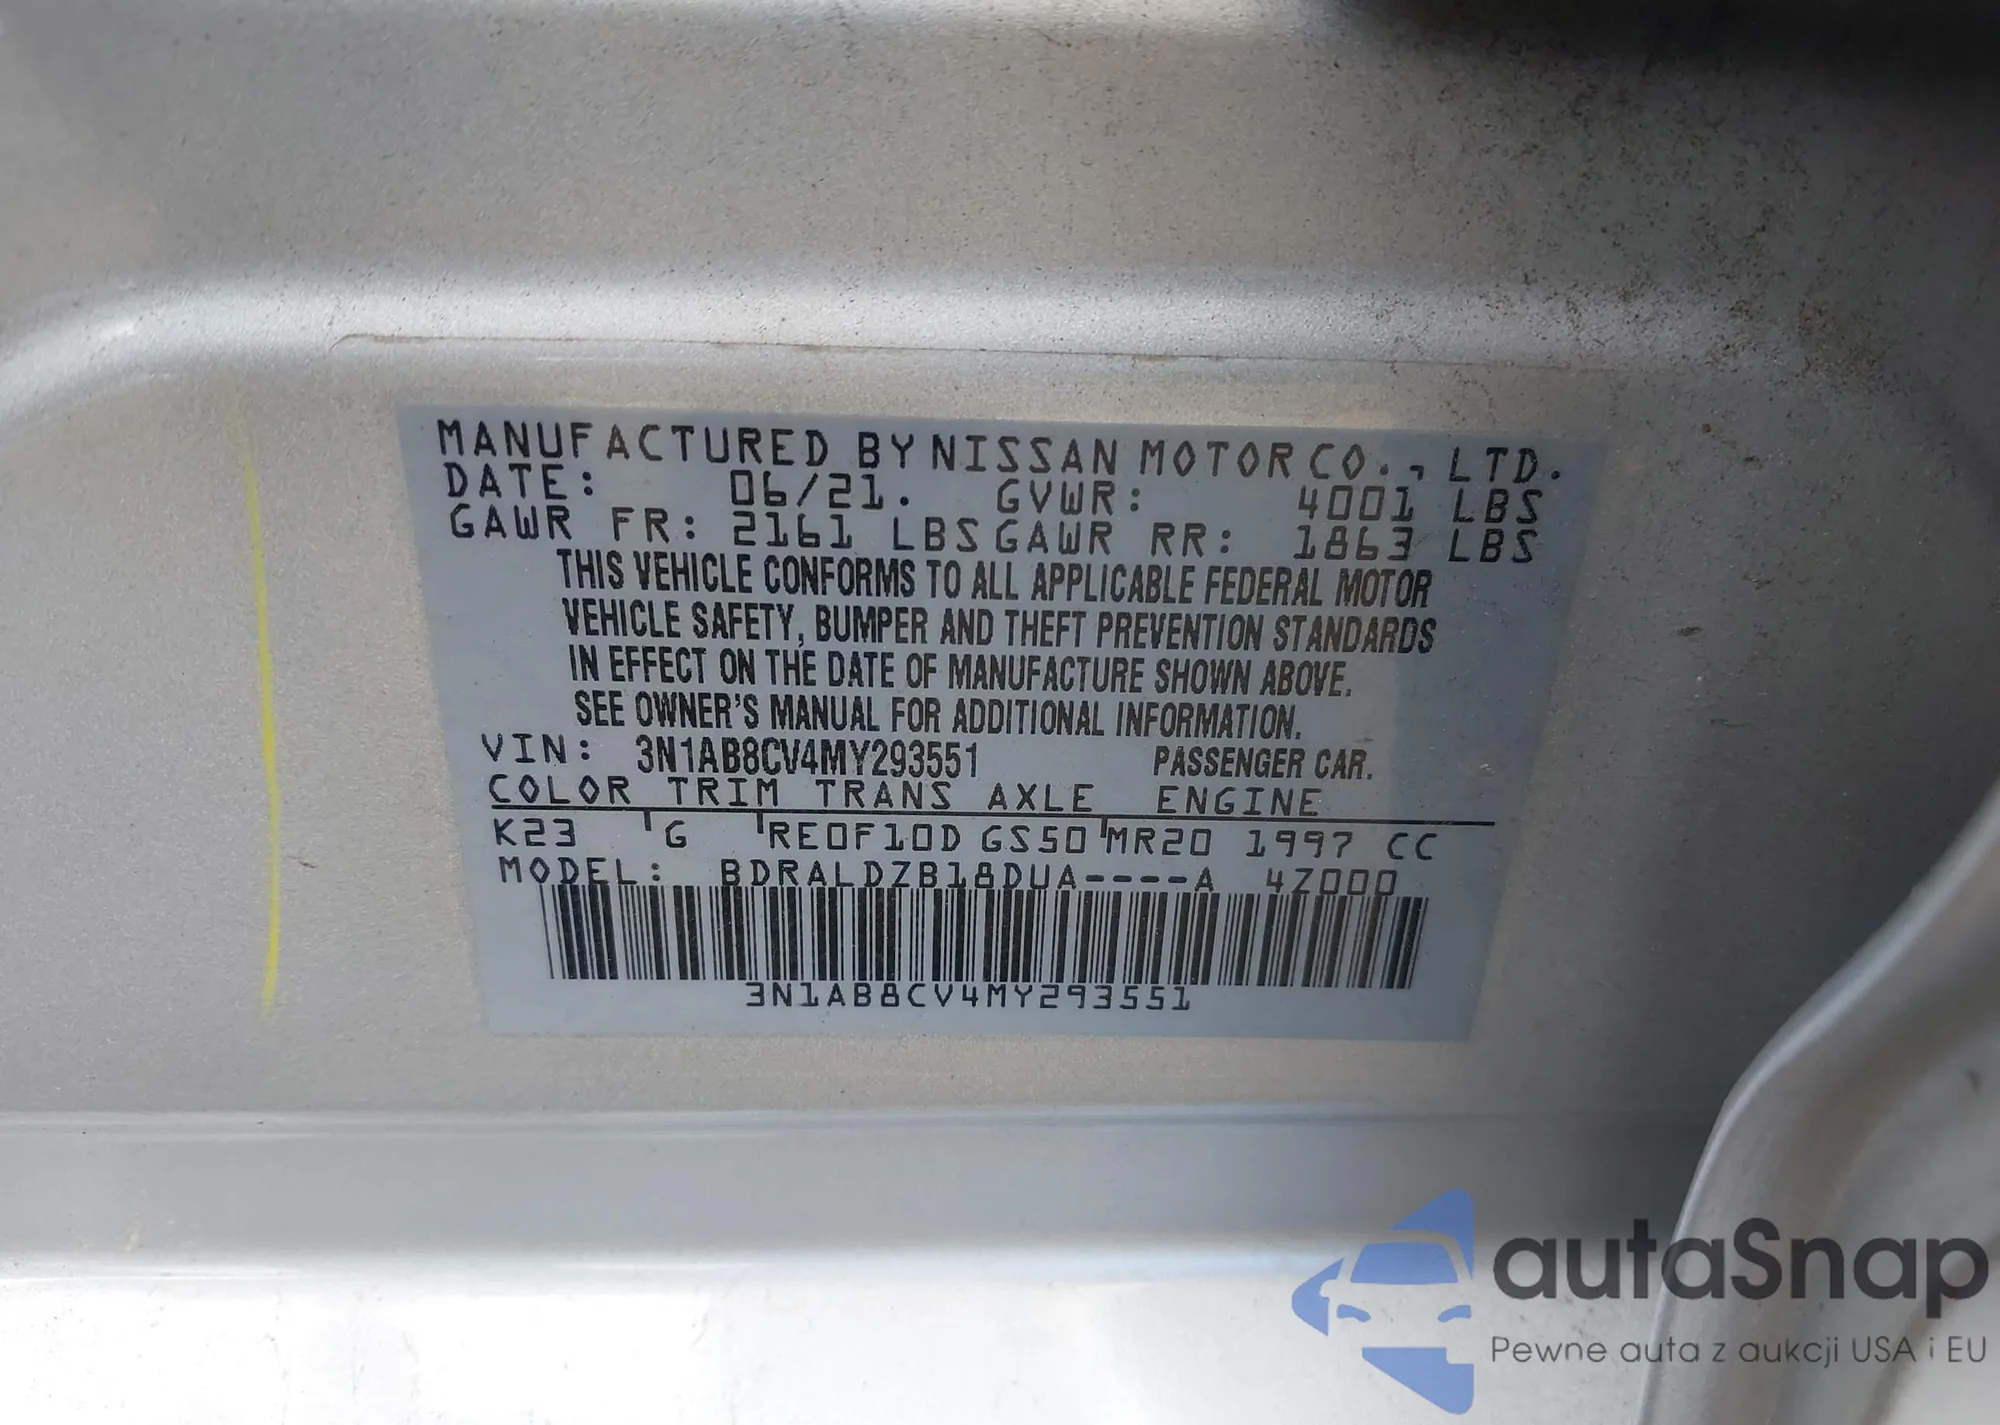 MANUFACTURED BY NISSAN MOTOR CO., LTD.
DATE: 06/21. GVWR: 4001 LBS
GAWR FR: 2161 LBS GAWR RR: 1863 LBS
THIS VEHICLE CONFORMS TO ALL APPLICABLE FEDERAL MOTOR
VEHICLE SAFETY, BUMPER AND THEFT PREVENTION STANDARDS
IN EFFECT ON THE DATE OF MANUFACTURE SHOWN ABOVE.
SEE OWNER'S MANUAL FOR ADDITIONAL INFORMATION.
VIN: 3N1AB8CV4MY293551 PASSENGER CAR.
COLOR TRIM TRANS AXLE ENGINE
K23 G RE0F10D GS50 MR20 1997 CC
MODEL: BDRALDZB18DUA----A 4Z000
3N1AB8CV4MY293551
autaSnap
Pewne auta z aukcji USA i EU